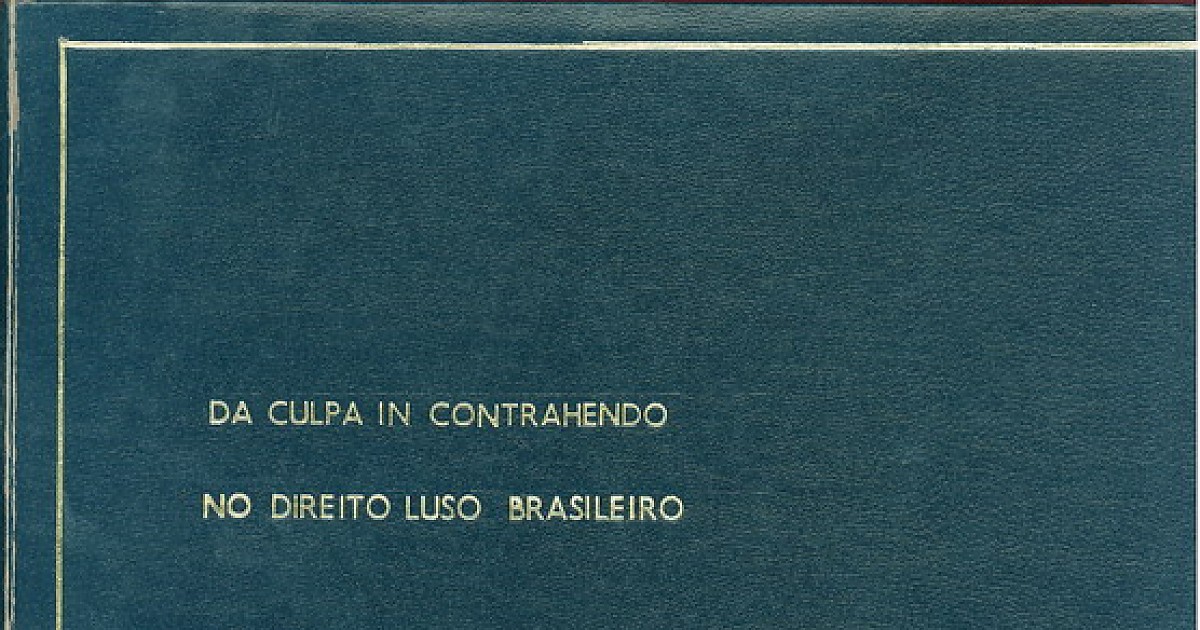 DA CULPA IN CONTRAHENDO
NO DIREITO LUSO BRASILEIRO